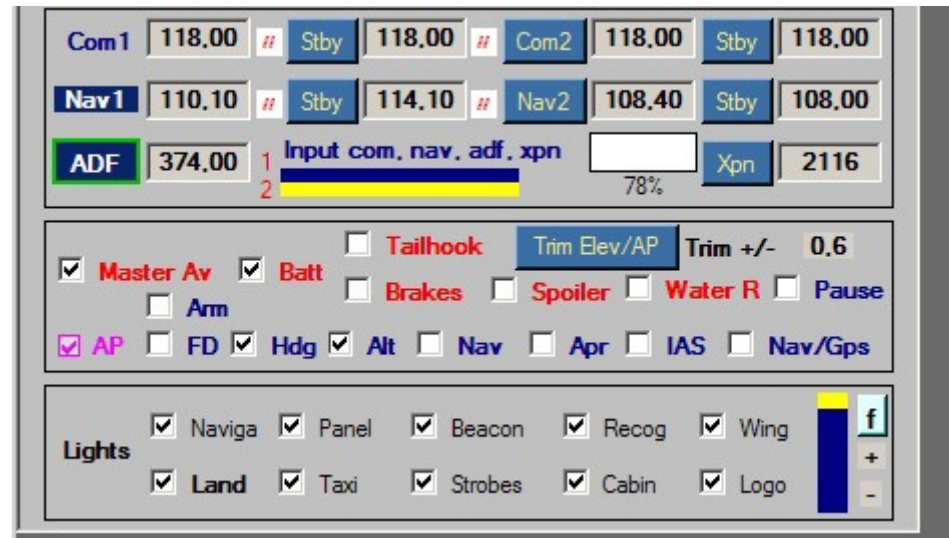 Com1 118.00 // Stby 118.00 // Com2 118.00 Stby 118.00
Nav1 110.10 // Stby 114.10 // Nav2 108.40 Stby 108.00
ADF 374.00 1 Input com, nav, adf, xpn Xpn 2116
2 78%
Tailhook Trim Elev/AP Trim +/- 0.6
Master Av Batt Brakes Spoiler Water R Pause
Arm
AP FD Hdg Alt Nav Apr IAS Nav/Gps
Naviga Panel Beacon Recog Wing f
Lights +
Land Taxi Strobes Cabin Logo -